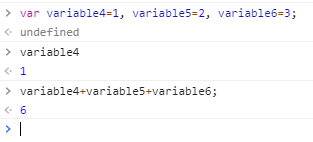 > var variable4=1, variable5=2, variable6=3;
< undefined
> variable4
< 1
> variable4+variable5+variable6;
< 6
>